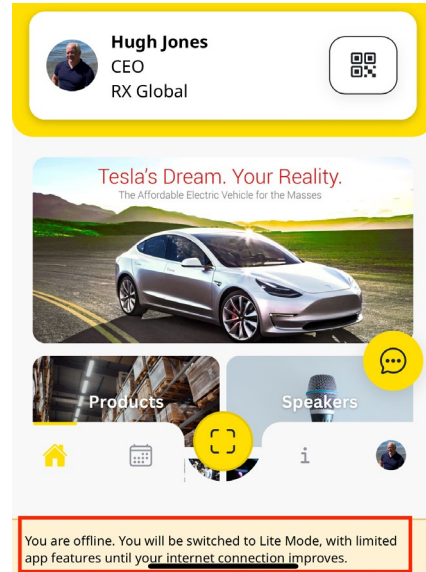 Hugh Jones
CEO
RX Global
Tesla's Dream. Your Reality.
The Affordable Electric Vehicle for the Masses
Products
Speakers
i
You are offline. You will be switched to Lite Mode, with limited
app features until your internet connection improves.